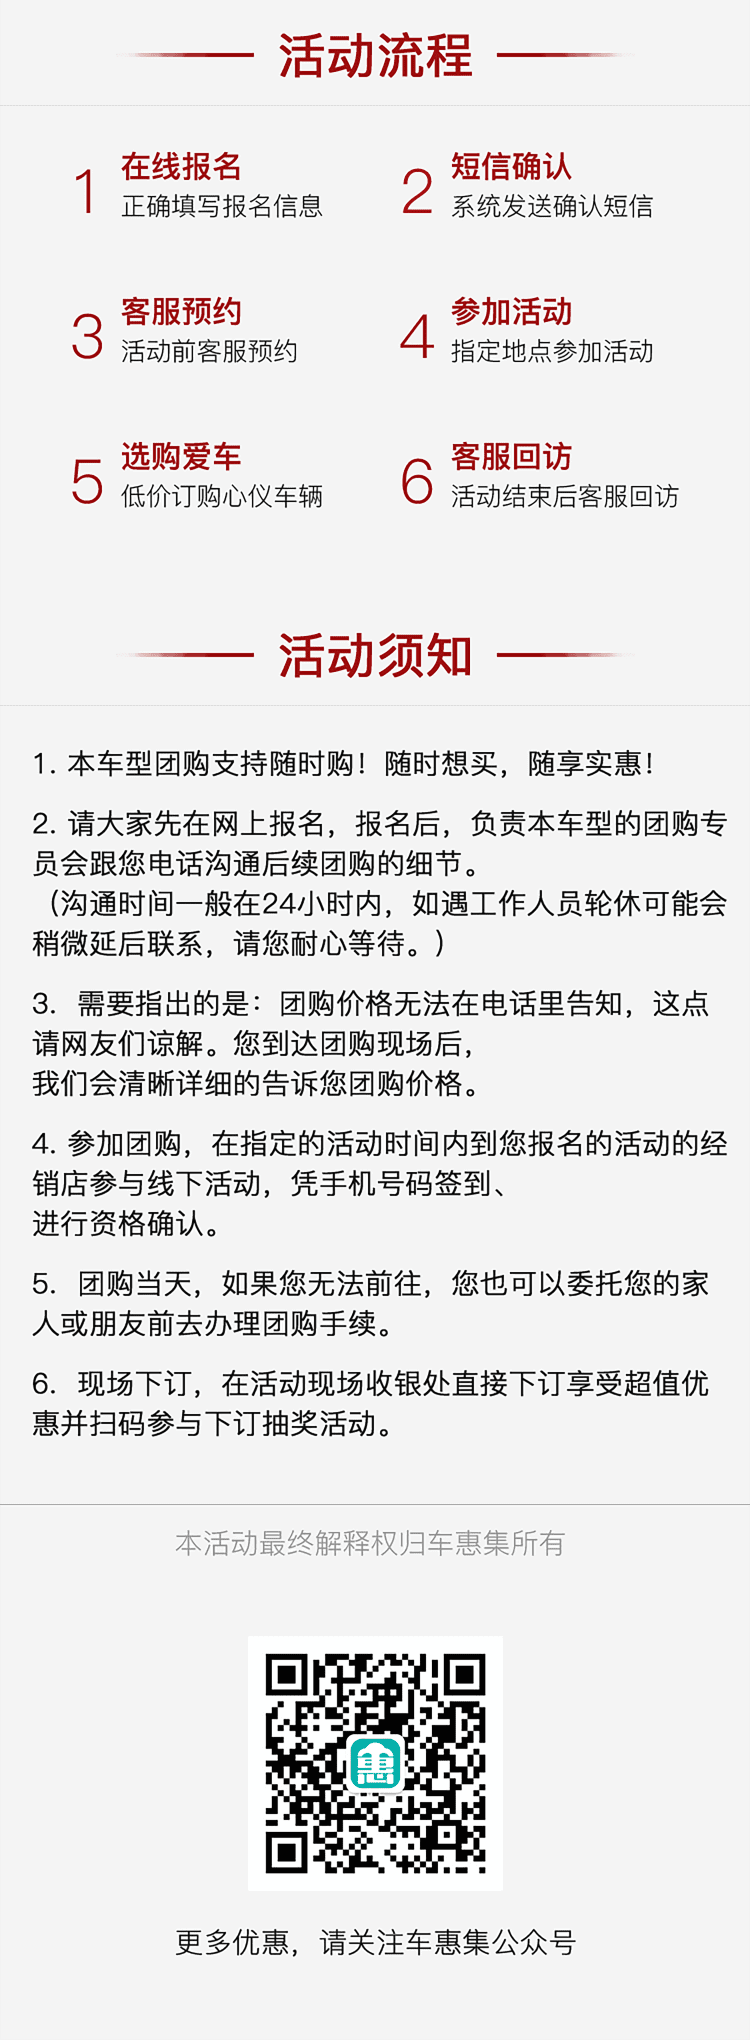 活动流程
1 在线报名
正确填写报名信息
2 短信确认
系统发送确认短信
3 客服预约
活动前客服预约
4 参加活动
指定地点参加活动
5 选购爱车
低价订购心仪车辆
6 客服回访
活动结束后客服回访
活动须知
1. 本车型团购支持随时购！随时想买，随享实惠！
2. 请大家先在网上报名，报名后，负责本车型的团购专
员会跟您电话沟通后续团购的细节。
（沟通时间一般在24小时内，如遇工作人员轮休可能会
稍微延后联系，请您耐心等待。）
3. 需要指出的是：团购价格无法在电话里告知，这点
请网友们谅解。您到达团购现场后，
我们会清晰详细的告诉您团购价格。
4. 参加团购，在指定的活动时间内到您报名的活动的经
销店参与线下活动，凭手机号码签到、
进行资格确认。
5. 团购当天，如果您无法前往，您也可以委托您的家
人或朋友前去办理团购手续。
6. 现场下订，在活动现场收银处直接下订享受超值优
惠并扫码参与下订抽奖活动。
本活动最终解释权归车惠集所有
惠
更多优惠，请关注车惠集公众号